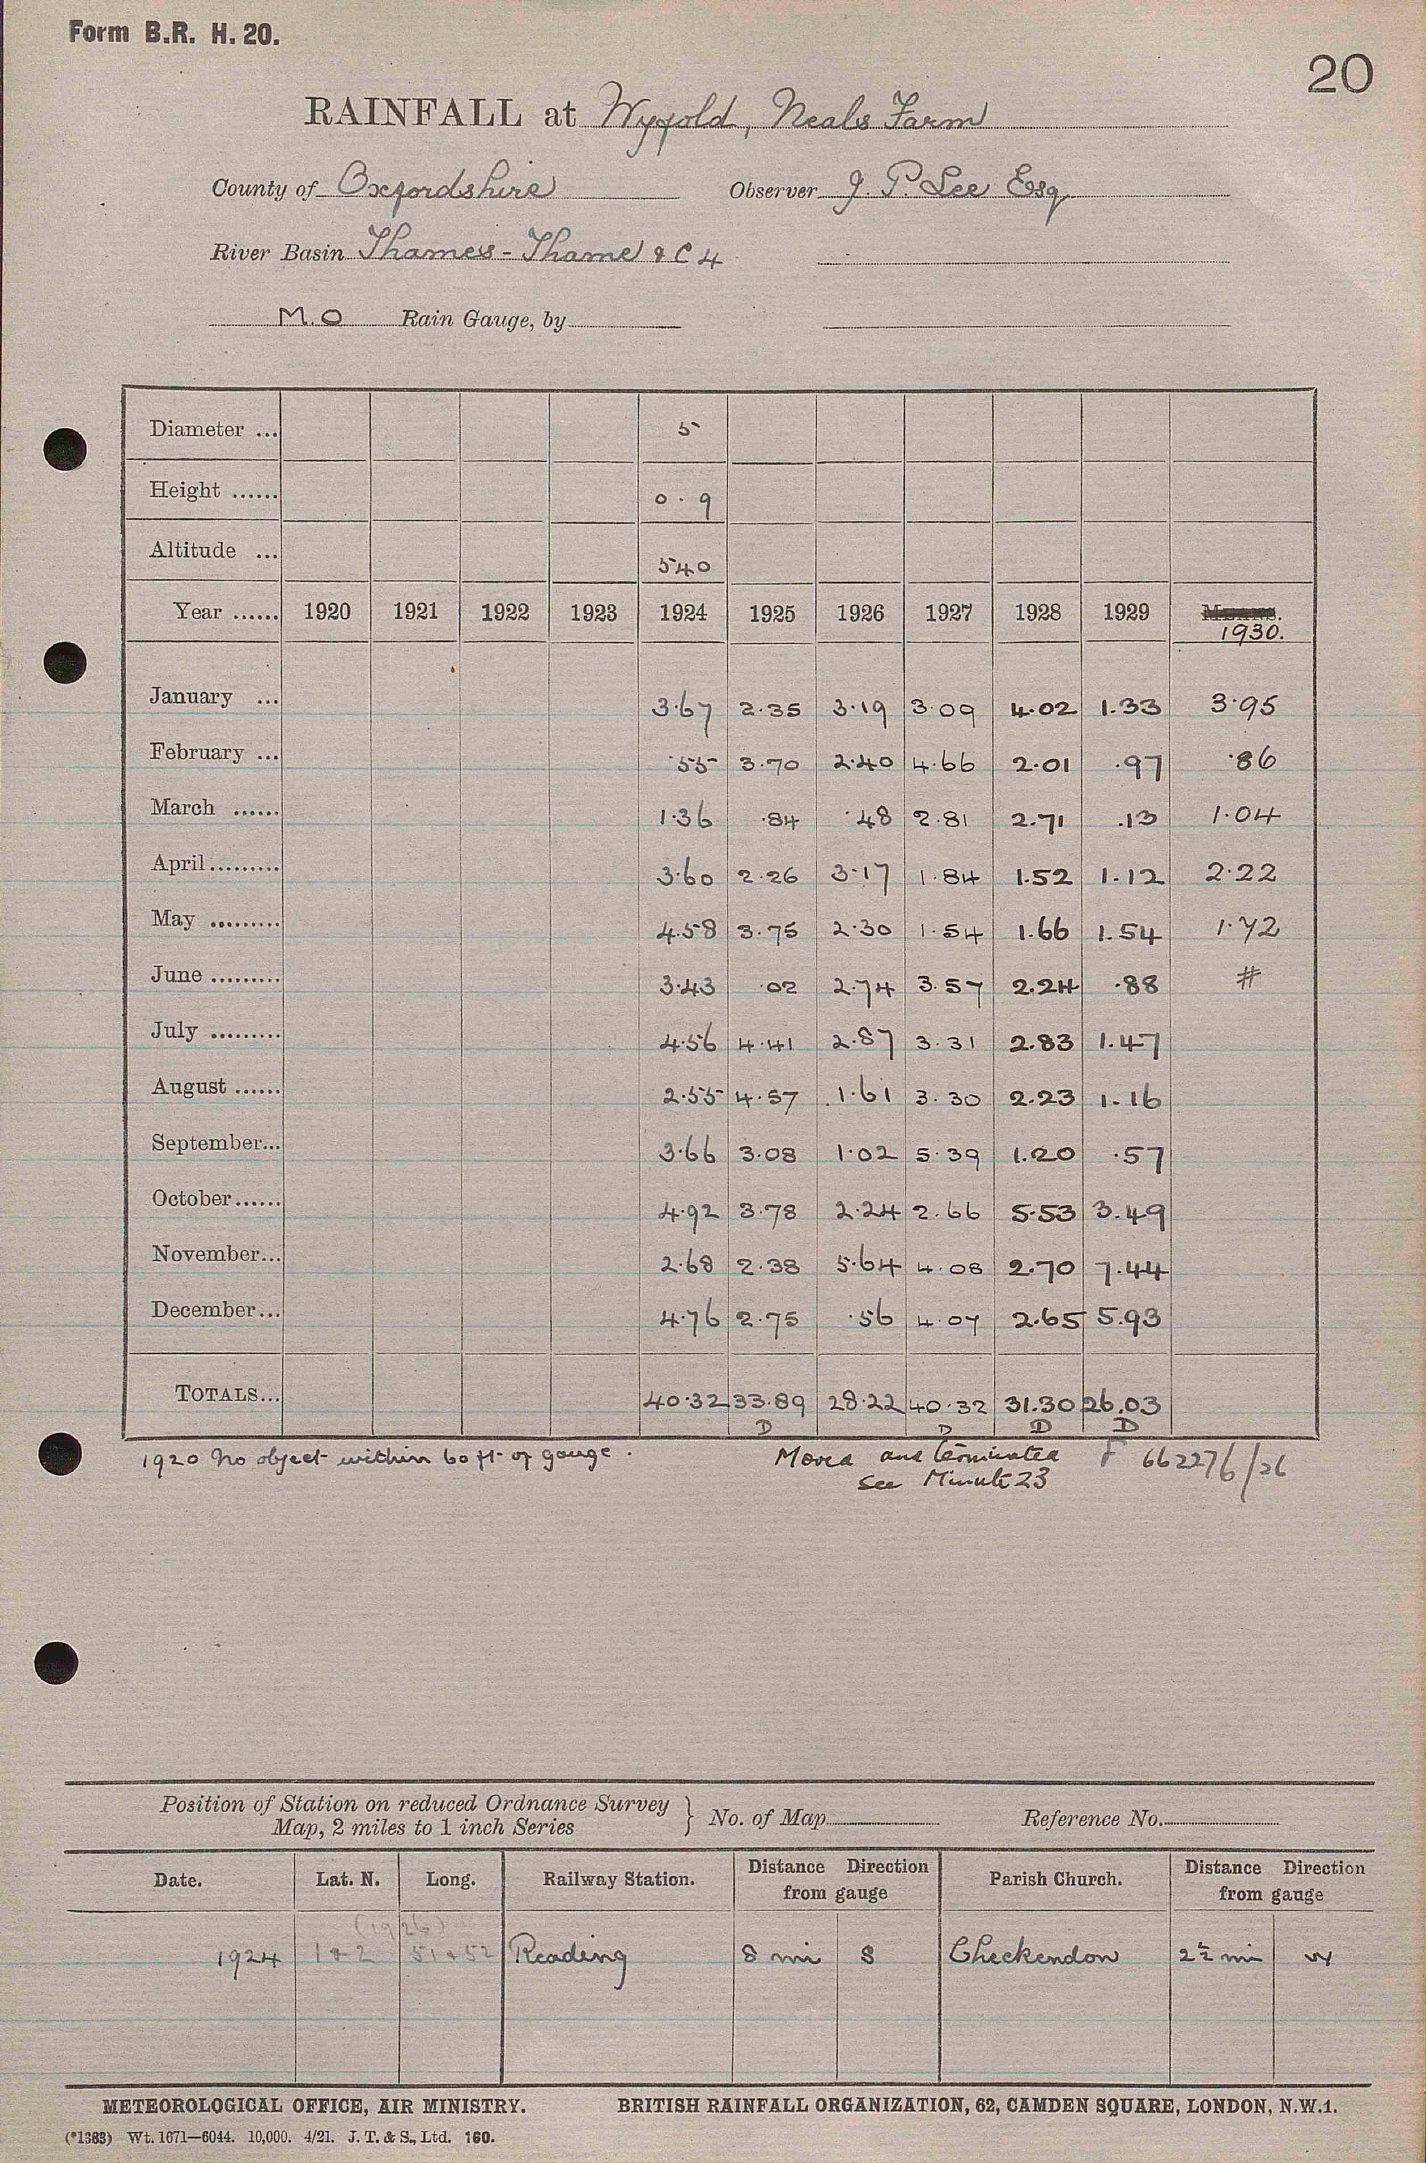 Form B.R. H. 20.
20
RAINFALL at Wyfold, Neals Farm
County of Oxfordshire Observer J. P. Lee Esq
River Basin Thames - Thame & C 4
M.O Rain Gauge, by
Diameter ... 5
Height ...... 0.9
Altitude ... 540
Year ...... 1920 1921 1922 1923 1924 1925 1926 1927 1928 1929 1930.
January ... 3.67 2.35 3.19 3.09 4.02 1.33 3.95
February ... .55 3.70 2.40 4.66 2.01 .97 .86
March ...... 1.36 .84 .48 2.81 2.71 .13 1.04
April ......... 3.60 2.26 3.17 1.84 1.52 1.12 2.22
May ......... 4.58 3.75 2.30 1.54 1.66 1.54 1.72
June ......... 3.43 .02 2.74 3.57 2.24 .88 #
July ......... 4.56 4.41 2.87 3.31 2.83 1.47
August ...... 2.55 4.57 1.61 3.30 2.23 1.16
September... 3.66 3.08 1.02 5.39 1.20 .57
October ...... 4.92 3.78 2.24 2.66 5.53 3.49
November... 2.68 2.38 5.64 4.08 2.70 7.44
December... 4.76 2.75 .56 4.07 2.65 5.93
TOTALS... 40.32 33.89 28.22 40.32 31.30 26.03
D D D D
1920 No object within 60 ft of gauge. Moved and terminated F 662276/26
see Minute 23
Position of Station on reduced Ordnance Survey
Map, 2 miles to 1 inch Series } No. of Map Reference No.
Date. Lat. N. Long. Railway Station. Distance Direction from gauge Parish Church. Distance Direction from gauge
(1926)
1924 1 & 2 51 & 52 Reading 8 mi S Checkendon 2½ mi W
METEOROLOGICAL OFFICE, AIR MINISTRY. BRITISH RAINFALL ORGANIZATION, 62, CAMDEN SQUARE, LONDON, N.W.1.
(*1383) Wt. 1671—6044. 10,000. 4/21. J. T. & S., Ltd. 160.